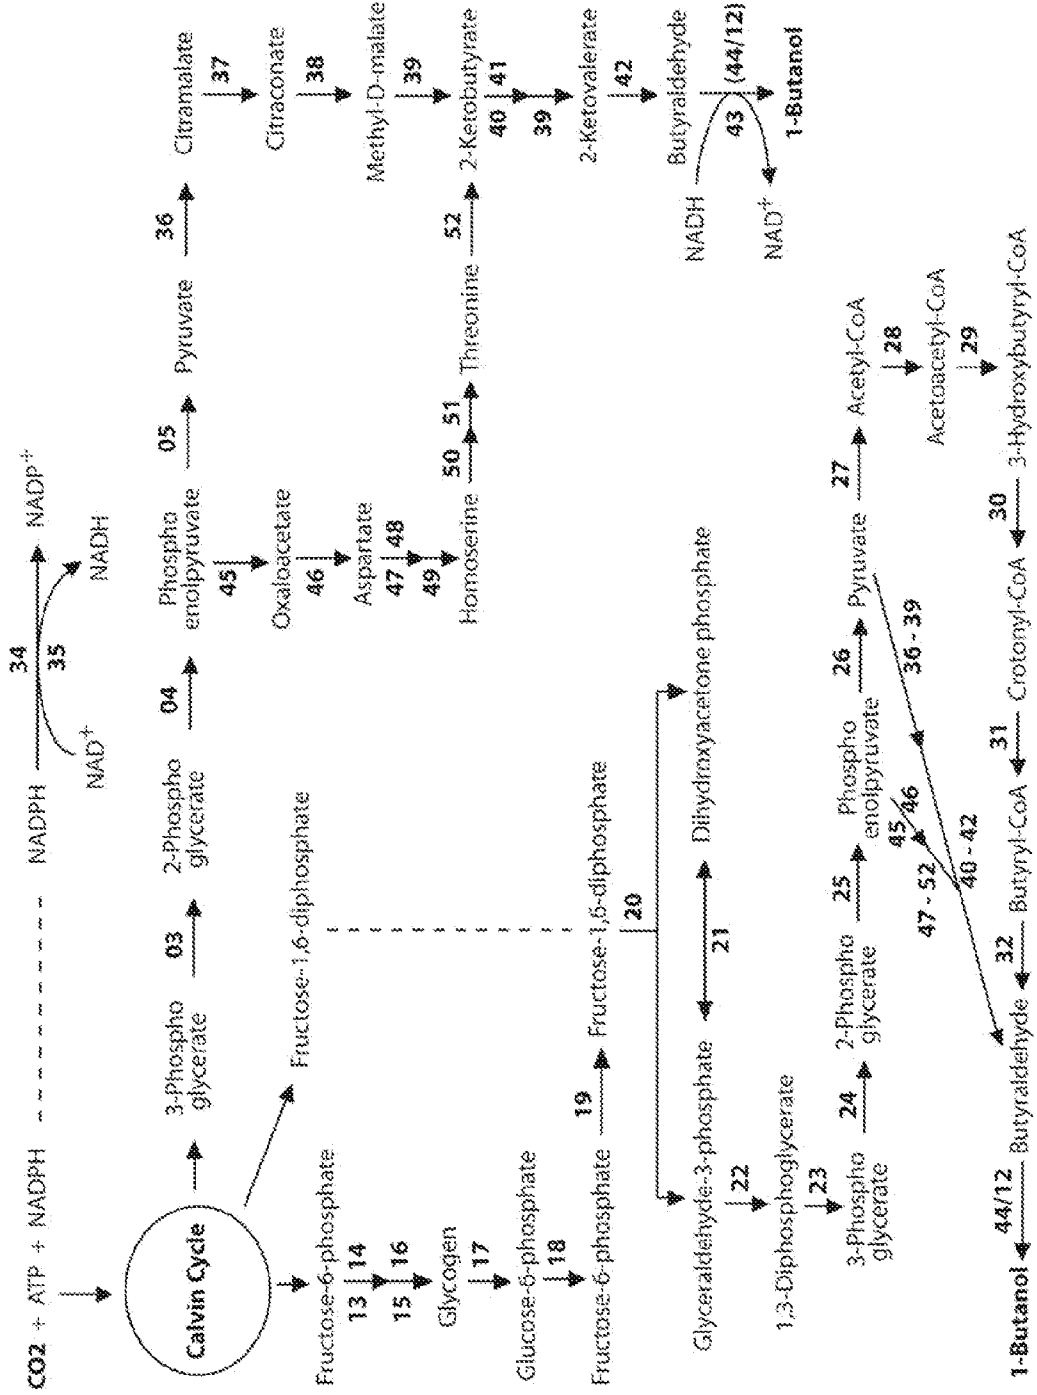 CO2 + ATP + NADPH
NADPH
34
NADP+
NAD+
35
NADH
Calvin Cycle
3-Phospho
glycerate
03
2-Phospho
glycerate
04
Phospho
enolpyruvate
05
Pyruvate
36
Citramalate
37
Citraconate
38
Methyl-D-malate
39
2-Ketobutyrate
40
41
39
2-Ketovalerate
42
Butyraldehyde
NADH
43
(44/12)
NAD+
1-Butanol
45
Oxaloacetate
46
Aspartate
47
48
49
Homoserine
50
51
Threonine
52
Fructose-1,6-diphosphate
Fructose-6-phosphate
13
14
15
16
Glycogen
17
Glucose-6-phosphate
18
Fructose-6-phosphate
19
Fructose-1,6-diphosphate
20
Glyceraldehyde-3-phosphate
21
Dihydroxyacetone phosphate
22
1,3-Diphosphoglycerate
23
3-Phospho
glycerate
24
2-Phospho
glycerate
25
Phospho
enolpyruvate
26
Pyruvate
27
Acetyl-CoA
28
Acetoacetyl-CoA
29
45
46
47 - 52
36 - 39
40 - 42
1-Butanol
44/12
Butyraldehyde
32
Butyryl-CoA
31
Crotonyl-CoA
30
3-Hydroxybutyryl-CoA